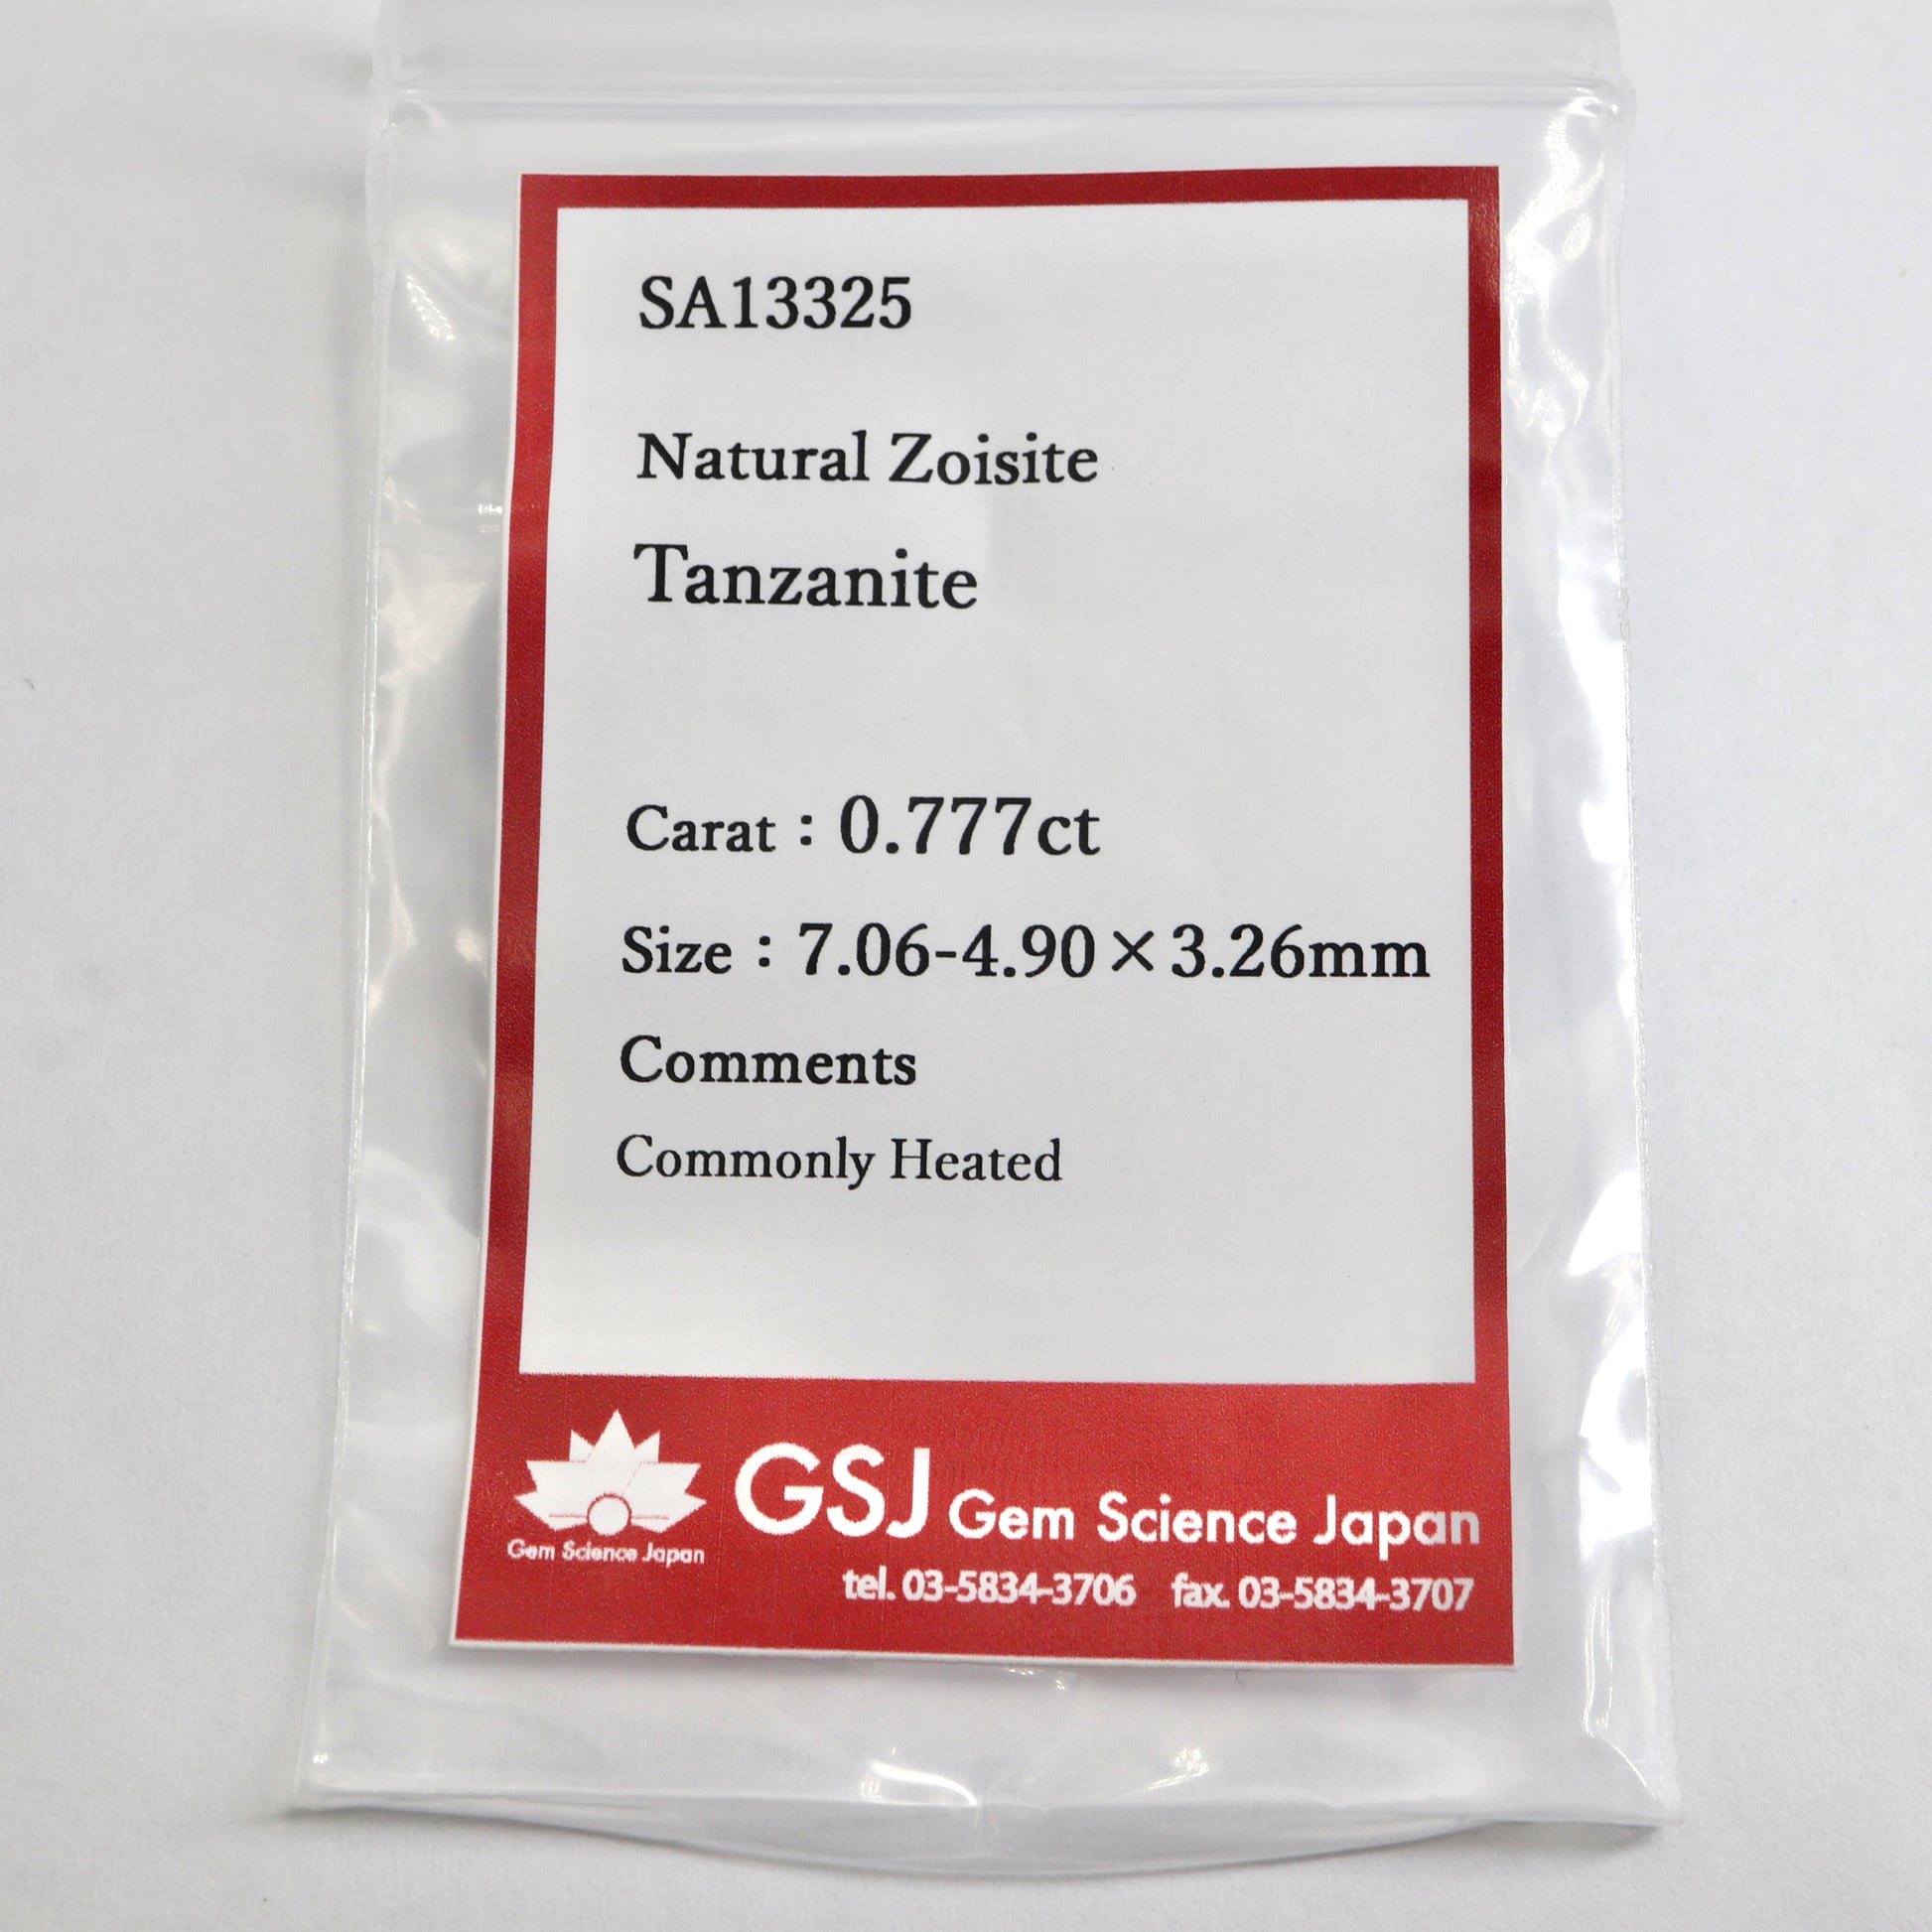 SA13325
Natural Zoisite
Tanzanite
Carat：0.777ct
Size：7.06-4.90×3.26mm
Comments
Commonly Heated
Gem Science Japan
GSJ Gem Science Japan
tel. 03-5834-3706 fax. 03-5834-3707